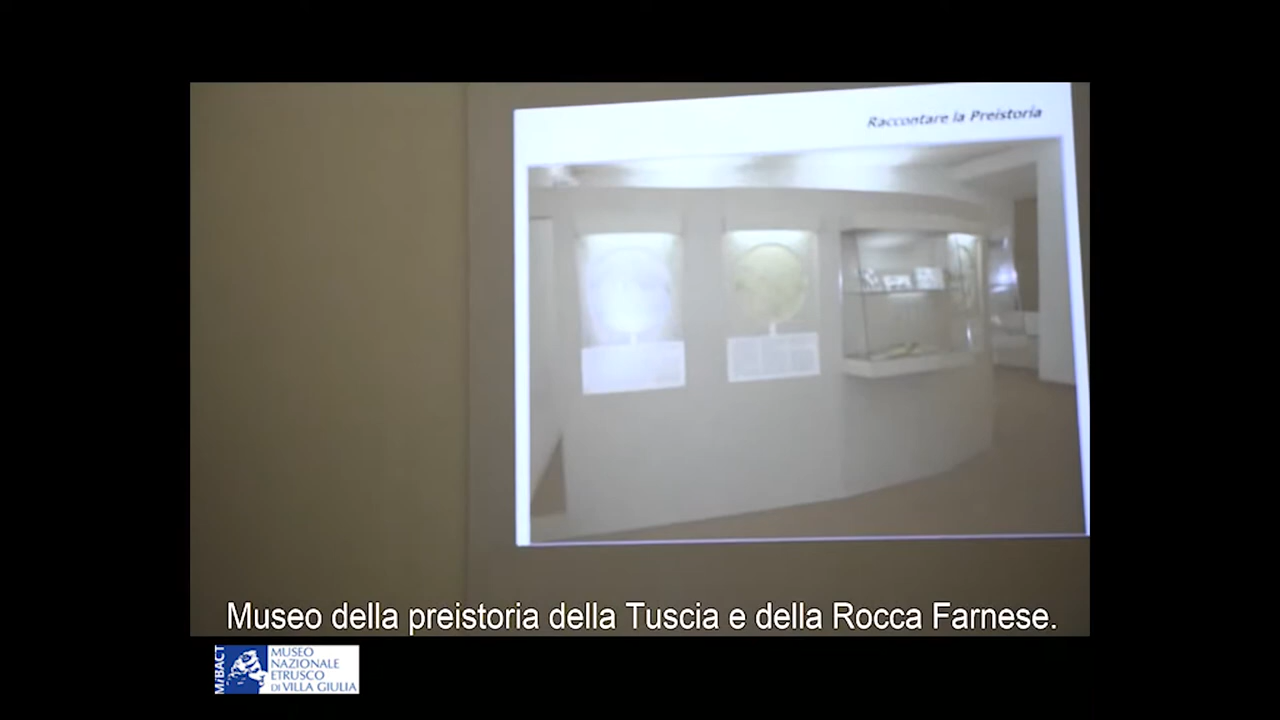 Raccontare la Preistoria
Museo della preistoria della Tuscia e della Rocca Farnese.
MiBACT
MUSEO
NAZIONALE
ETRUSCO
DI VILLA GIULIA